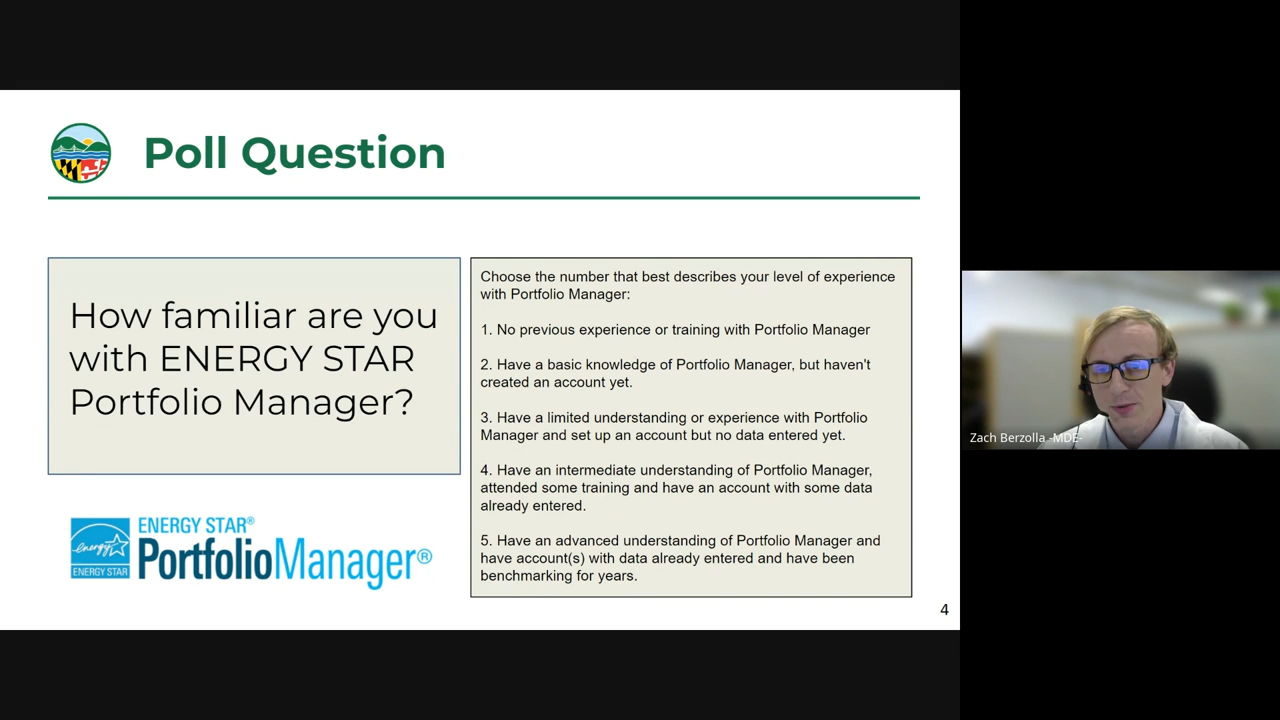 Poll Question
How familiar are you
with ENERGY STAR
Portfolio Manager?
Choose the number that best describes your level of experience
with Portfolio Manager:
1. No previous experience or training with Portfolio Manager
2. Have a basic knowledge of Portfolio Manager, but haven't
created an account yet.
3. Have a limited understanding or experience with Portfolio
Manager and set up an account but no data entered yet.
4. Have an intermediate understanding of Portfolio Manager,
attended some training and have an account with some data
already entered.
5. Have an advanced understanding of Portfolio Manager and
have account(s) with data already entered and have been
benchmarking for years.
energy
ENERGY STAR
ENERGY STAR®
PortfolioManager®
4
Zach Berzolla -MDE-